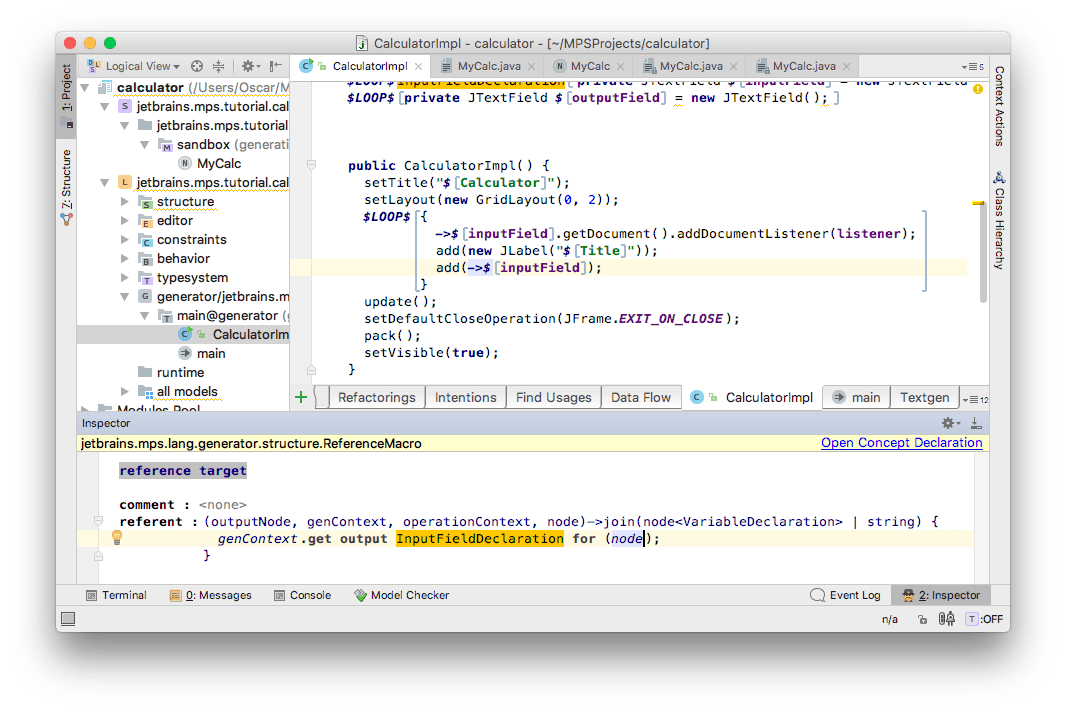 CalculatorImpl - calculator - [~/MPSProjects/calculator]
1: Project
Z: Structure
Logical View
CalculatorImpl
MyCalc.java
MyCalc
JTextField.java
MyCalc.java
5
calculator (/Users/Oscar/M
jetbrains.mps.tutorial.cal
jetbrains.mps.tutorial
sandbox (generati
MyCalc
jetbrains.mps.tutorial.cal
structure
editor
constraints
behavior
typesystem
generator/jetbrains.m
main@generator (g
CalculatorIm
main
runtime
all models
Modules Pool
$LOOP$[private JTextField $[outputField] = new JTextField();]
public CalculatorImpl() {
setTitle("$[Calculator]");
setLayout(new GridLayout(0, 2));
$LOOP$ {
->$[inputField].getDocument().addDocumentListener(listener);
add(new JLabel("$[Title]"));
add(->$[inputField]);
}
update();
setDefaultCloseOperation(JFrame.EXIT_ON_CLOSE);
pack();
setVisible(true);
}
Refactorings
Intentions
Find Usages
Data Flow
CalculatorImpl
main
Textgen
12
Context Actions
Class Hierarchy
Inspector
jetbrains.mps.lang.generator.structure.ReferenceMacro
Open Concept Declaration
reference target
comment : <none>
referent : (outputNode, genContext, operationContext, node)->join(node<VariableDeclaration> | string) {
genContext.get output InputFieldDeclaration for (node);
}
Terminal
0: Messages
Console
Model Checker
Event Log
2: Inspector
n/a
T :OFF